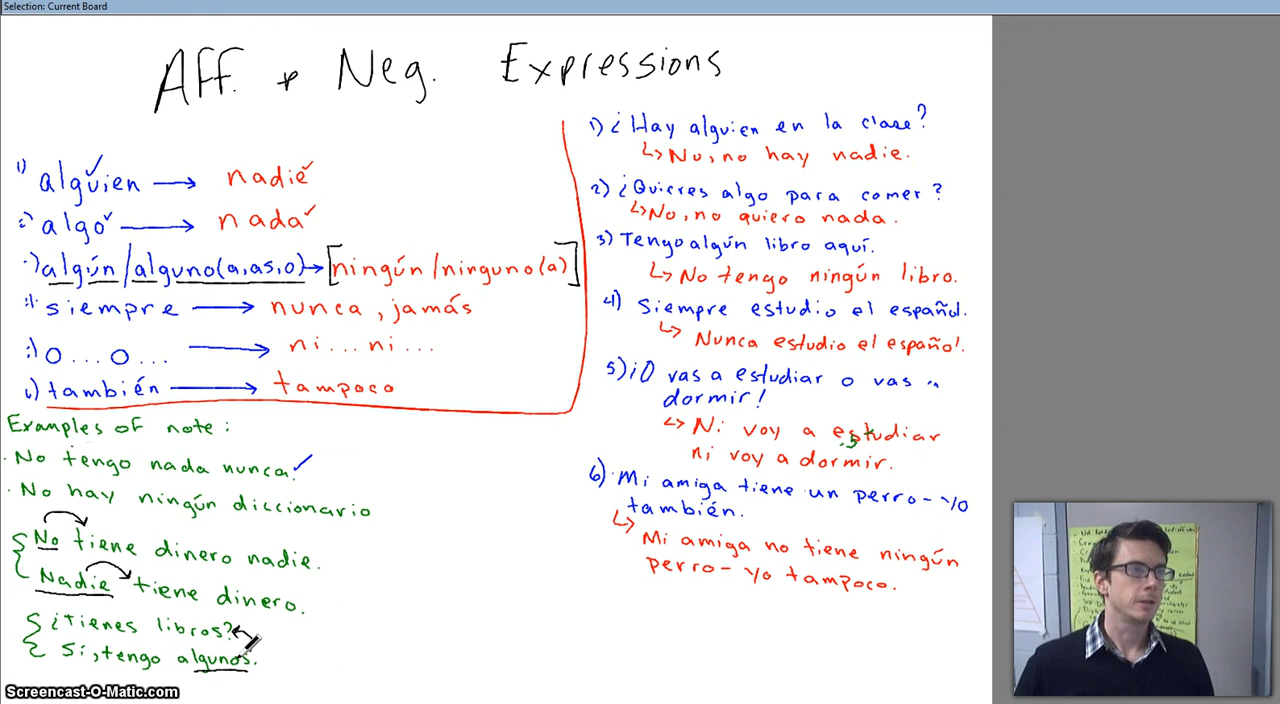 Selection: Current Board
Aff. + Neg. Expressions
1) alguien → nadie
2) algo → nada
algún/alguno(a,as,o) → [ningún/ninguno(a)]
siempre → nunca, jamás
o...o... → ni...ni...
también → tampoco
Examples of note:
· No tengo nada nunca.
· No hay ningún diccionario
No tiene dinero nadie.
Nadie tiene dinero.
¿Tienes libros?
Sí, tengo algunos.
1) ¿Hay alguien en la clase?
↳ No, no hay nadie.
2) ¿Quieres algo para comer?
↳ No, no quiero nada.
3) Tengo algún libro aquí.
↳ No tengo ningún libro.
4) Siempre estudio el español.
↳ Nunca estudio el español.
5) ¡O vas a estudiar o vas a
dormir!
↳ Ni voy a estudiar
ni voy a dormir.
6) Mi amiga tiene un perro - yo
también.
↳ Mi amiga no tiene ningún
perro - yo tampoco.
Screencast-O-Matic.com